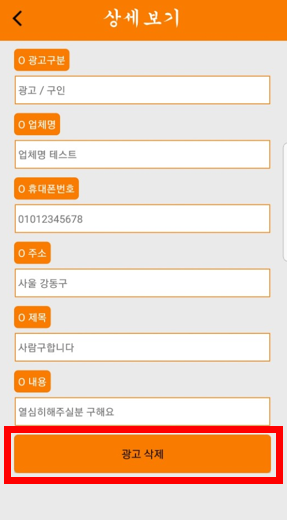 상세보기
O 광고구분
광고 / 구인
O 업체명
업체명 테스트
O 휴대폰번호
01012345678
O 주소
사울 강동구
O 제목
사람구합니다
O 내용
열심히해주실분 구해요
광고 삭제